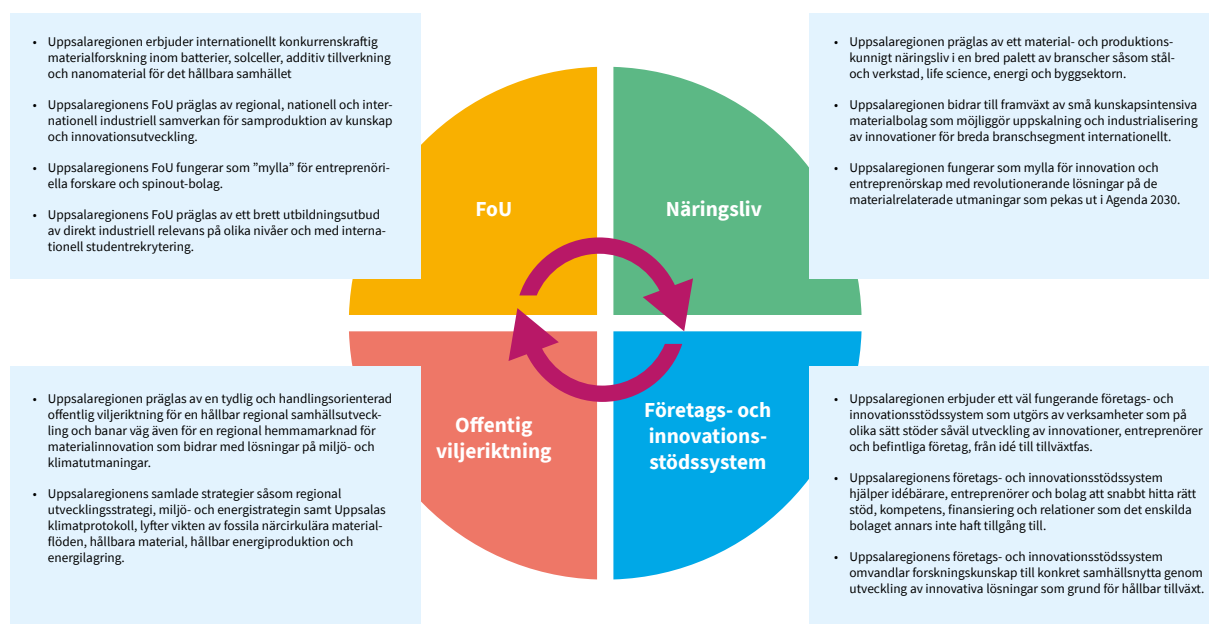 • Uppsalaregionen erbjuder internationellt konkurrenskraftig
materialforskning inom batterier, solceller, additiv tillverkning
och nanomaterial för det hållbara samhället
• Uppsalaregionens FoU präglas av regional, nationell och inter-
nationell industriell samverkan för samproduktion av kunskap
och innovationsutveckling.
• Uppsalaregionens FoU fungerar som ”mylla” för entreprenöri-
ella forskare och spinout-bolag.
• Uppsalaregionens FoU präglas av ett brett utbildningsutbud
av direkt industriell relevans på olika nivåer och med interna-
tionell studentrekrytering.
• Uppsalaregionen präglas av ett material- och produktions-
kunnigt näringsliv i en bred palett av branscher såsom stål-
och verkstad, life science, energi och byggsektorn.
• Uppsalaregionen bidrar till framväxt av små kunskapsintensiva
materialbolag som möjliggör uppskalning och industrialisering
av innovationer för breda branschsegment internationellt.
• Uppsalaregionen fungerar som mylla för innovation och
entreprenörskap med revolutionerande lösningar på de
materialrelaterade utmaningar som pekas ut i Agenda 2030.
FoU
Näringsliv
Offentlig
viljeriktning
Företags- och
innovations-
stödssystem
• Uppsalaregionen präglas av en tydlig och handlingsorienterad
offentlig viljeriktning för en hållbar regional samhällsutveck-
ling och banar väg även för en regional hemmamarknad för
materialinnovation som bidrar med lösningar på miljö- och
klimatutmaningar.
• Uppsalaregionens samlade strategier såsom regional
utvecklingsstrategi, miljö- och energistrategin samt Uppsalas
klimatprotokoll, lyfter vikten av fossila närcirkulära material-
flöden, hållbara material, hållbar energiproduktion och
energilagring.
• Uppsalaregionen erbjuder ett väl fungerande företags- och
innovationsstödssystem som utgörs av verksamheter som på
olika sätt stöder såväl utveckling av innovationer, entreprenörer
och befintliga företag, från idé till tillväxtfas.
• Uppsalaregionens företags- och innovationsstödssystem
hjälper idébärare, entreprenörer och bolag att snabbt hitta rätt
stöd, kompetens, finansiering och relationer som det enskilda
bolaget annars inte haft tillgång till.
• Uppsalaregionens företags- och innovationsstödssystem
omvandlar forskningskunskap till konkret samhällsnytta genom
utveckling av innovativa lösningar som grund för hållbar tillväxt.